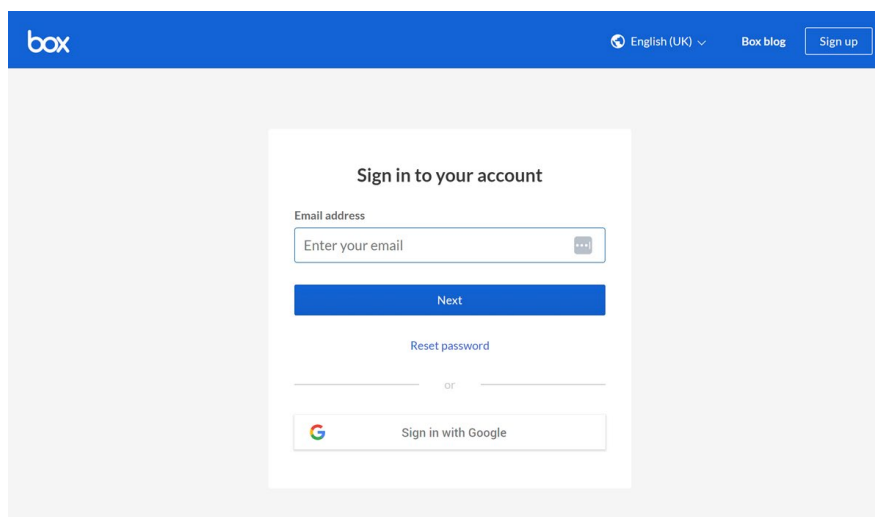 box
English (UK)
Box blog
Sign up
Sign in to your account
Email address
Enter your email
Next
Reset password
or
Sign in with Google